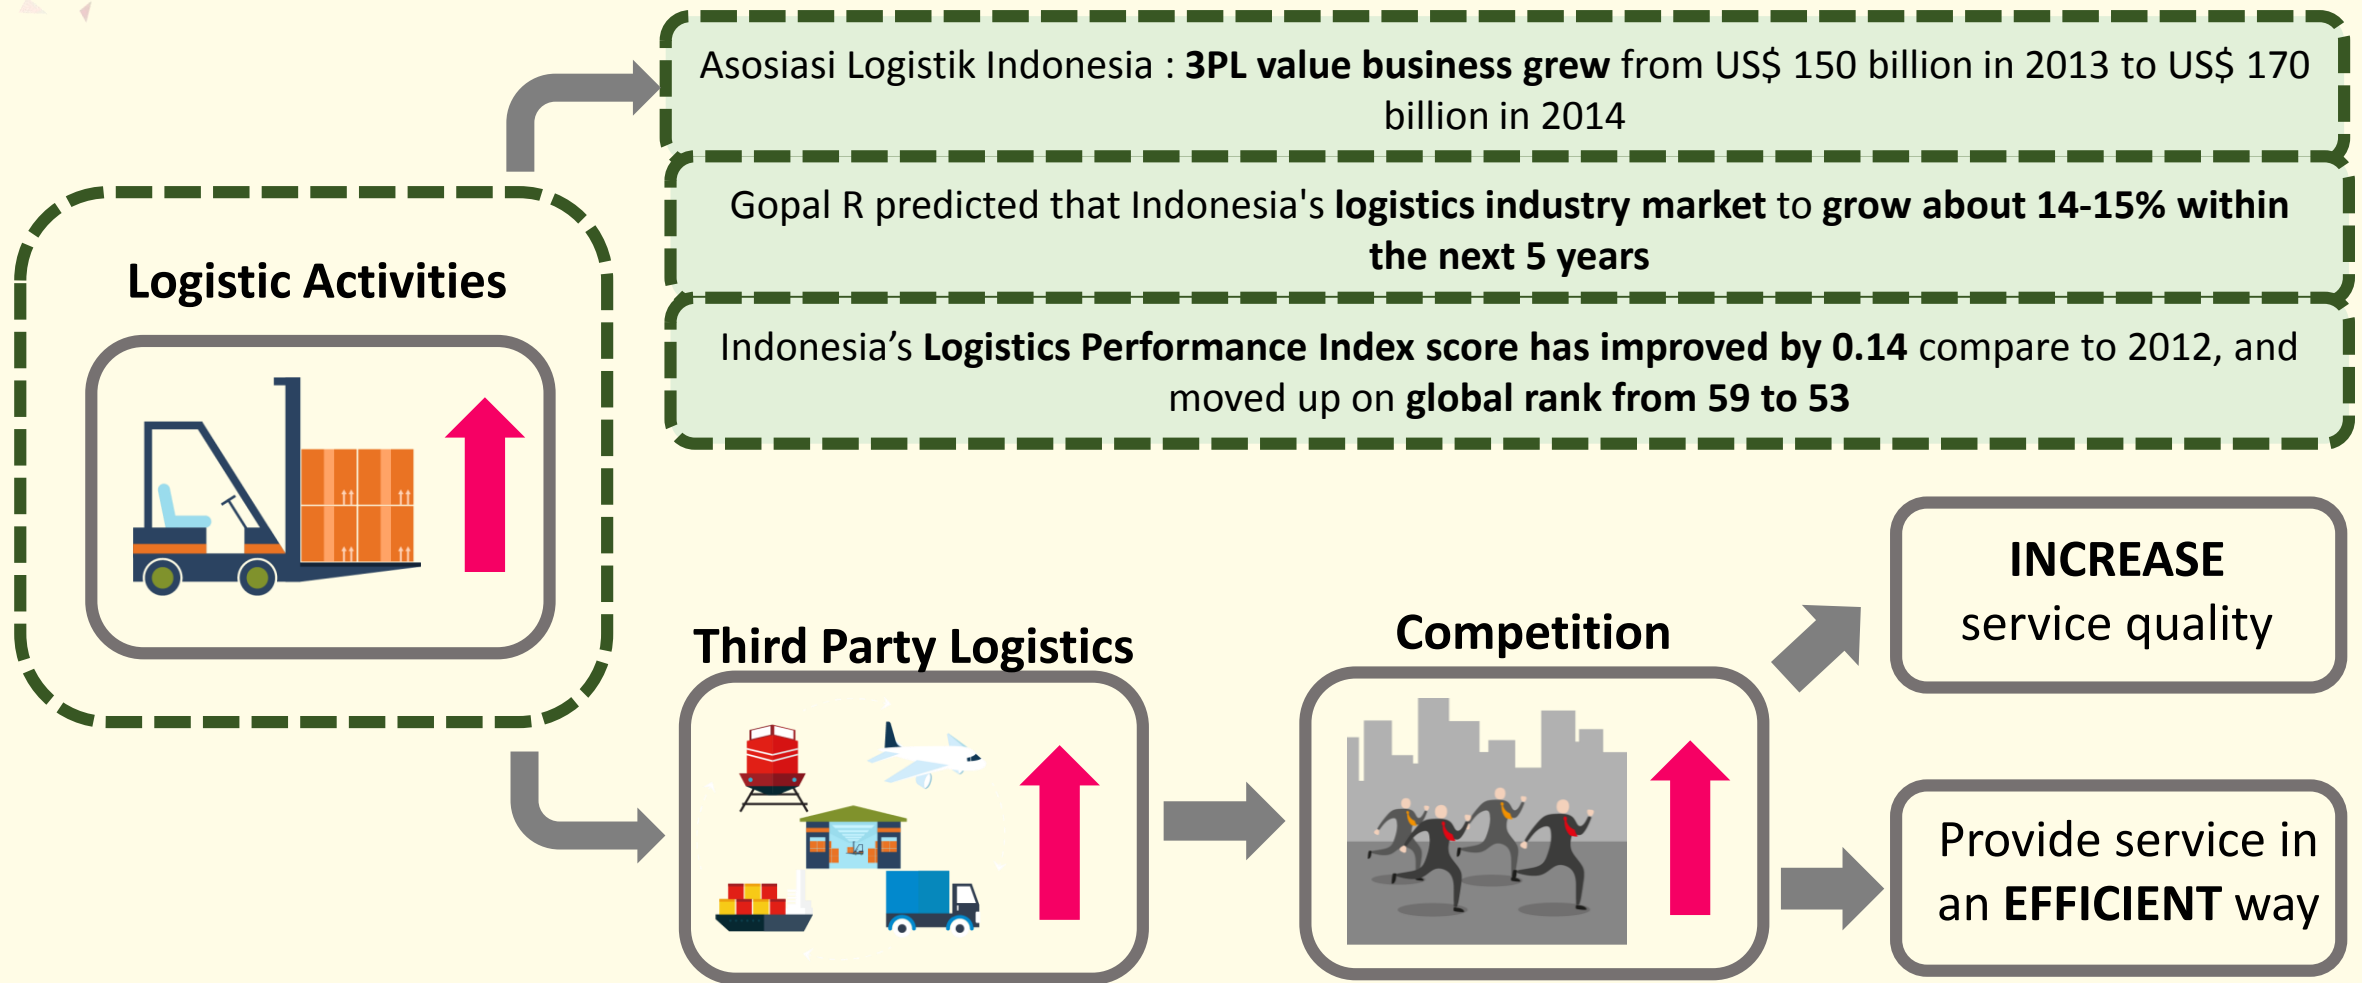 Asosiasi Logistik Indonesia : 3PL value business grew from US$ 150 billion in 2013 to US$ 170
billion in 2014
Gopal R predicted that Indonesia's logistics industry market to grow about 14-15% within
the next 5 years
Indonesia’s Logistics Performance Index score has improved by 0.14 compare to 2012, and
moved up on global rank from 59 to 53
Logistic Activities
Third Party Logistics
Competition
INCREASE
service quality
Provide service in
an EFFICIENT way